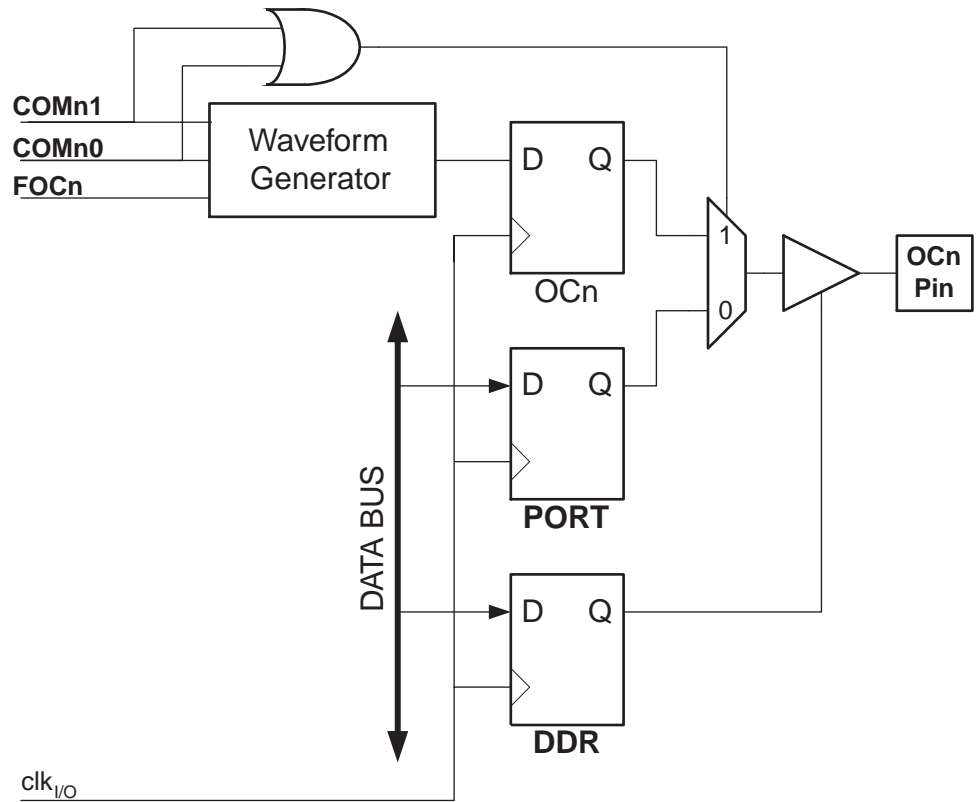 COMn1
COMn0
FOCn
Waveform
Generator
D Q
OCn
1
0
OCn
Pin
D Q
PORT
DATA BUS
D Q
DDR
clkI/O